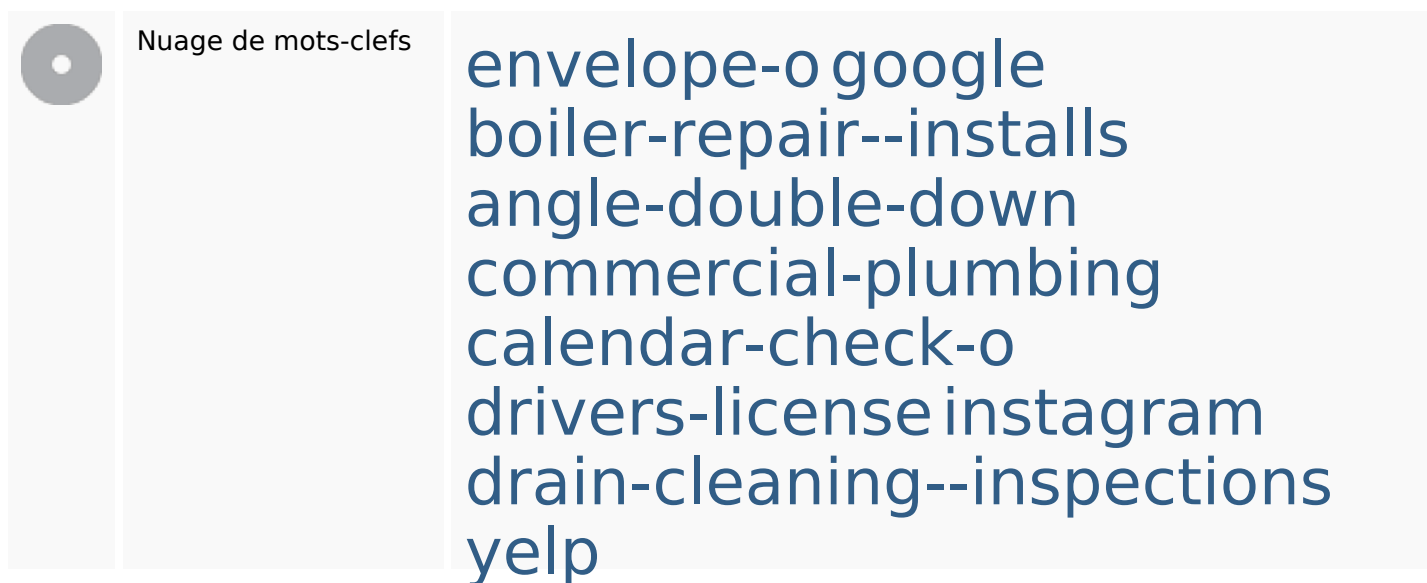 Nuage de mots-clefs
envelope-o google
boiler-repair--installs
angle-double-down
commercial-plumbing
calendar-check-o
drivers-license instagram
drain-cleaning--inspections
yelp